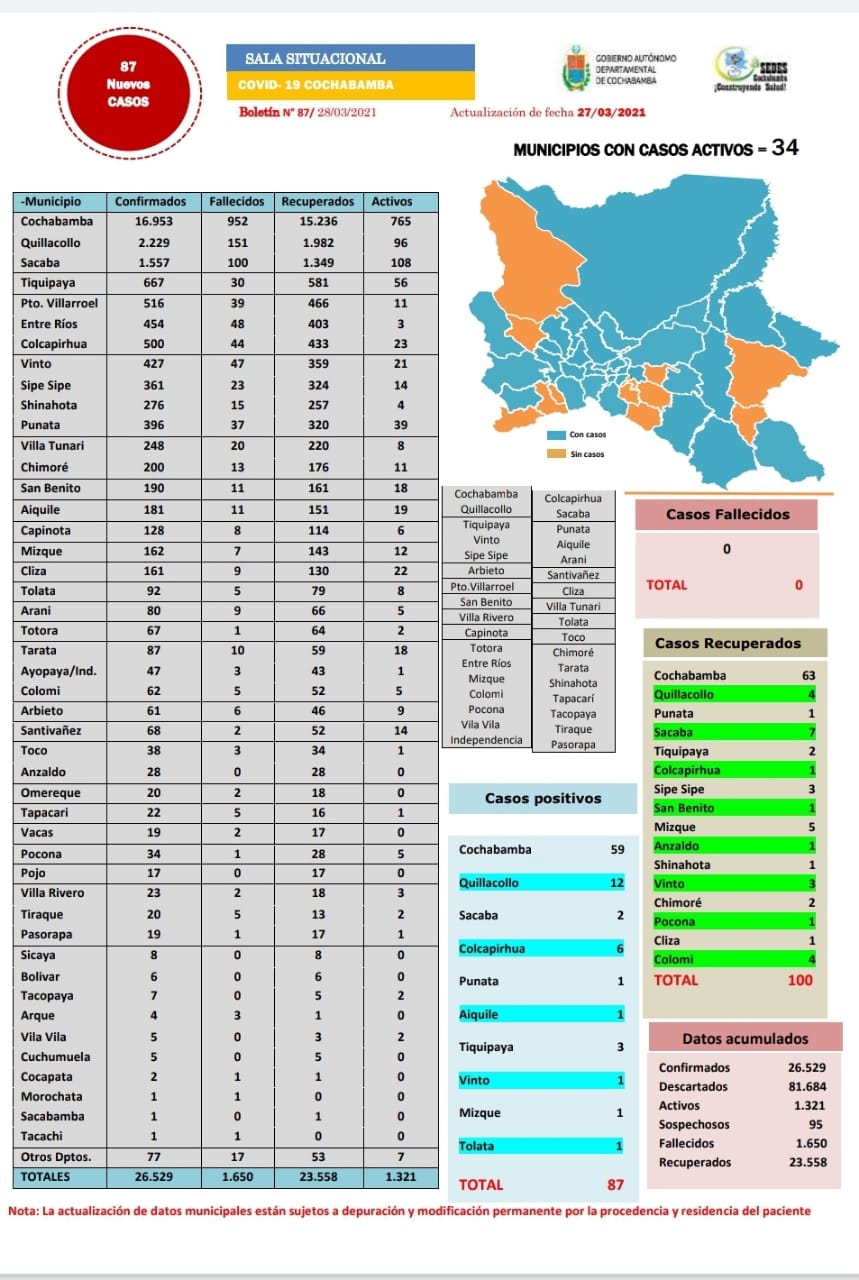 87
Nuevos
CASOS
SALA SITUACIONAL
COVID- 19 COCHABAMBA
Boletín N° 87/ 28/03/2021
Actualización de fecha 27/03/2021
GOBIERNO AUTÓNOMO
DEPARTAMENTAL
DE COCHABAMBA
SEDES
Cochabamba
¡Construyendo Salud!
MUNICIPIOS CON CASOS ACTIVOS = 34
-Municipio Confirmados Fallecidos Recuperados Activos
Cochabamba 16.953 952 15.236 765
Quillacollo 2.229 151 1.982 96
Sacaba 1.557 100 1.349 108
Tiquipaya 667 30 581 56
Pto. Villarroel 516 39 466 11
Entre Ríos 454 48 403 3
Colcapirhua 500 44 433 23
Vinto 427 47 359 21
Sipe Sipe 361 23 324 14
Shinahota 276 15 257 4
Punata 396 37 320 39
Villa Tunari 248 20 220 8
Chimoré 200 13 176 11
San Benito 190 11 161 18
Aiquile 181 11 151 19
Capinota 128 8 114 6
Mizque 162 7 143 12
Cliza 161 9 130 22
Tolata 92 5 79 8
Arani 80 9 66 5
Totora 67 1 64 2
Tarata 87 10 59 18
Ayopaya/Ind. 47 3 43 1
Colomi 62 5 52 5
Arbieto 61 6 46 9
Santivañez 68 2 52 14
Toco 38 3 34 1
Anzaldo 28 0 28 0
Omereque 20 2 18 0
Tapacari 22 5 16 1
Vacas 19 2 17 0
Pocona 34 1 28 5
Pojo 17 0 17 0
Villa Rivero 23 2 18 3
Tiraque 20 5 13 2
Pasorapa 19 1 17 1
Sicaya 8 0 8 0
Bolivar 6 0 6 0
Tacopaya 7 0 5 2
Arque 4 3 1 0
Vila Vila 5 0 3 2
Cuchumuela 5 0 5 0
Cocapata 2 1 1 0
Morochata 1 1 0 0
Sacabamba 1 0 1 0
Tacachi 1 1 0 0
Otros Dptos. 77 17 53 7
TOTALES 26.529 1.650 23.558 1.321
Con casos
Sin casos
Cochabamba
Quillacollo
Tiquipaya
Vinto
Sipe Sipe
Arbieto
Pto.Villarroel
San Benito
Villa Rivero
Capinota
Totora
Entre Ríos
Mizque
Colomi
Pocona
Vila Vila
Independencia
Colcapirhua
Sacaba
Punata
Aiquile
Arani
Santivañez
Cliza
Villa Tunari
Tolata
Toco
Chimoré
Tarata
Shinahota
Tapacarí
Tacopaya
Tiraque
Pasorapa
Casos Fallecidos
0
TOTAL 0
Casos Recuperados
Cochabamba 63
Quillacollo 4
Punata 1
Sacaba 7
Tiquipaya 2
Colcapirhua 1
Sipe Sipe 3
San Benito 1
Mizque 5
Anzaldo 1
Shinahota 1
Vinto 3
Chimoré 2
Pocona 1
Cliza 1
Colomi 4
TOTAL 100
Casos positivos
Cochabamba 59
Quillacollo 12
Sacaba 2
Colcapirhua 6
Punata 1
Aiquile 1
Tiquipaya 3
Vinto 1
Mizque 1
Tolata 1
TOTAL 87
Datos acumulados
Confirmados 26.529
Descartados 81.684
Activos 1.321
Sospechosos 95
Fallecidos 1.650
Recuperados 23.558
Nota: La actualización de datos municipales están sujetos a depuración y modificación permanente por la procedencia y residencia del paciente